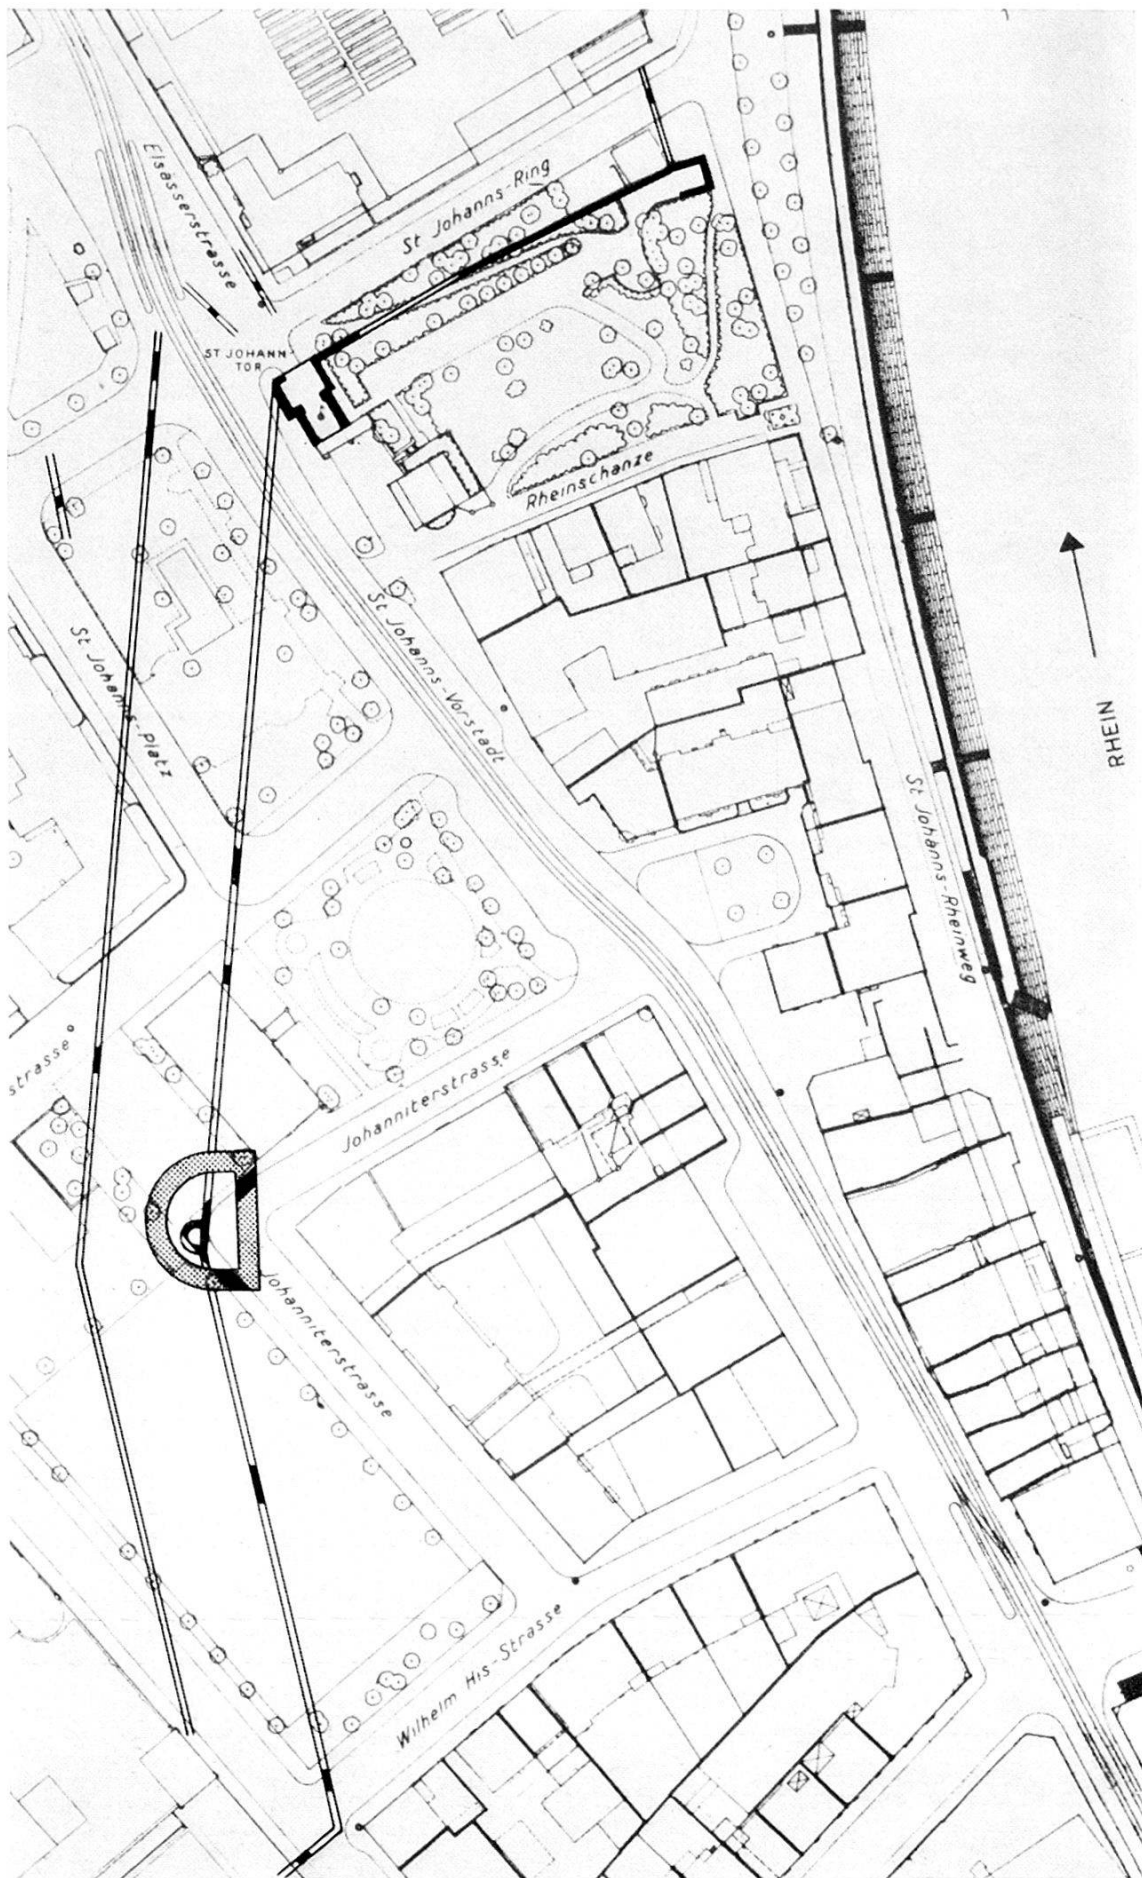 Elsasserstrasse
St Johanns-Ring
ST JOHANN-
TOR
Rheinschanze
St Johanns-Vorstadt
St Johanns-Platz
RHEIN
St Johanns-Rheinweg
strasse
Johanniterstrasse
Johanniterstrasse
Wilhelm His-Strasse